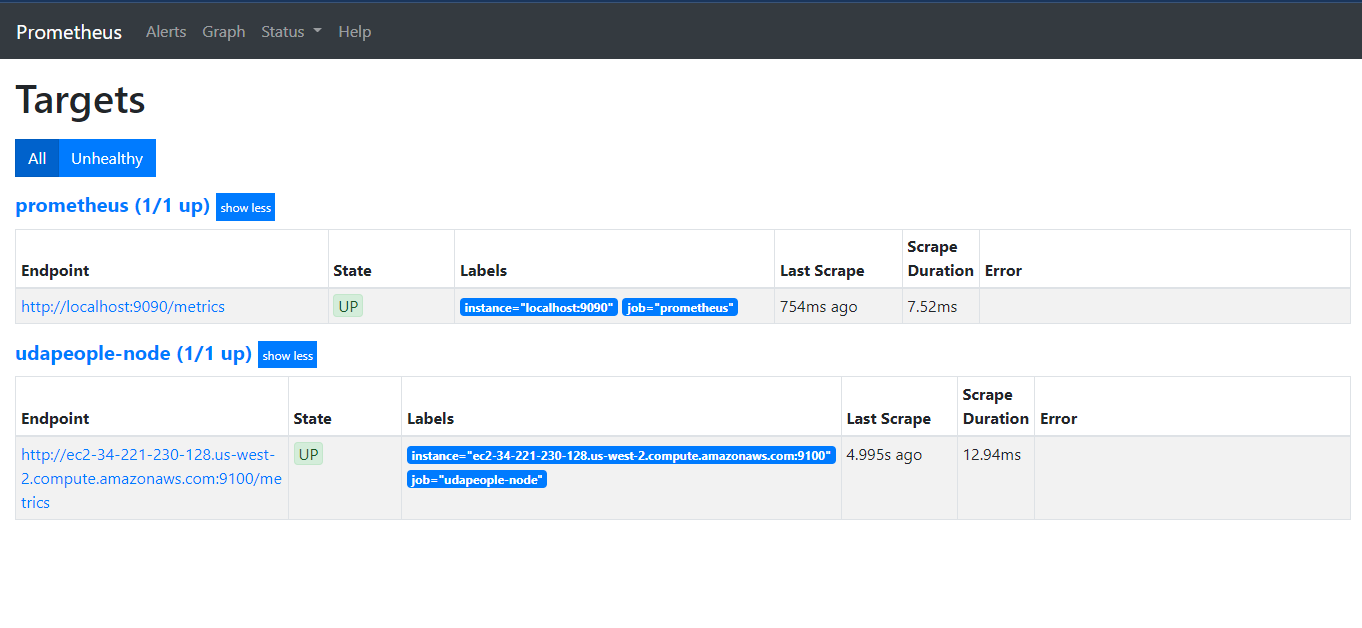 Prometheus Alerts Graph Status Help
Targets
All Unhealthy
prometheus (1/1 up) show less
Endpoint State Labels Last Scrape Scrape Duration Error
http://localhost:9090/metrics UP instance="localhost:9090" job="prometheus" 754ms ago 7.52ms
udapeople-node (1/1 up) show less
Endpoint State Labels Last Scrape Scrape Duration Error
http://ec2-34-221-230-128.us-west-
2.compute.amazonaws.com:9100/me
trics
UP
instance="ec2-34-221-230-128.us-west-2.compute.amazonaws.com:9100"
job="udapeople-node"
4.995s ago
12.94ms